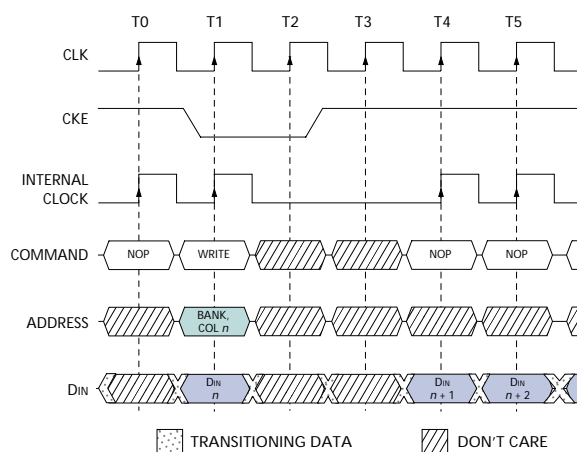 T0 T1 T2 T3 T4 T5
CLK
CKE
INTERNAL
CLOCK
COMMAND NOP WRITE NOP NOP
ADDRESS BANK,
COL n
DIN DIN DIN DIN
n n + 1 n + 2
TRANSITIONING DATA DON'T CARE